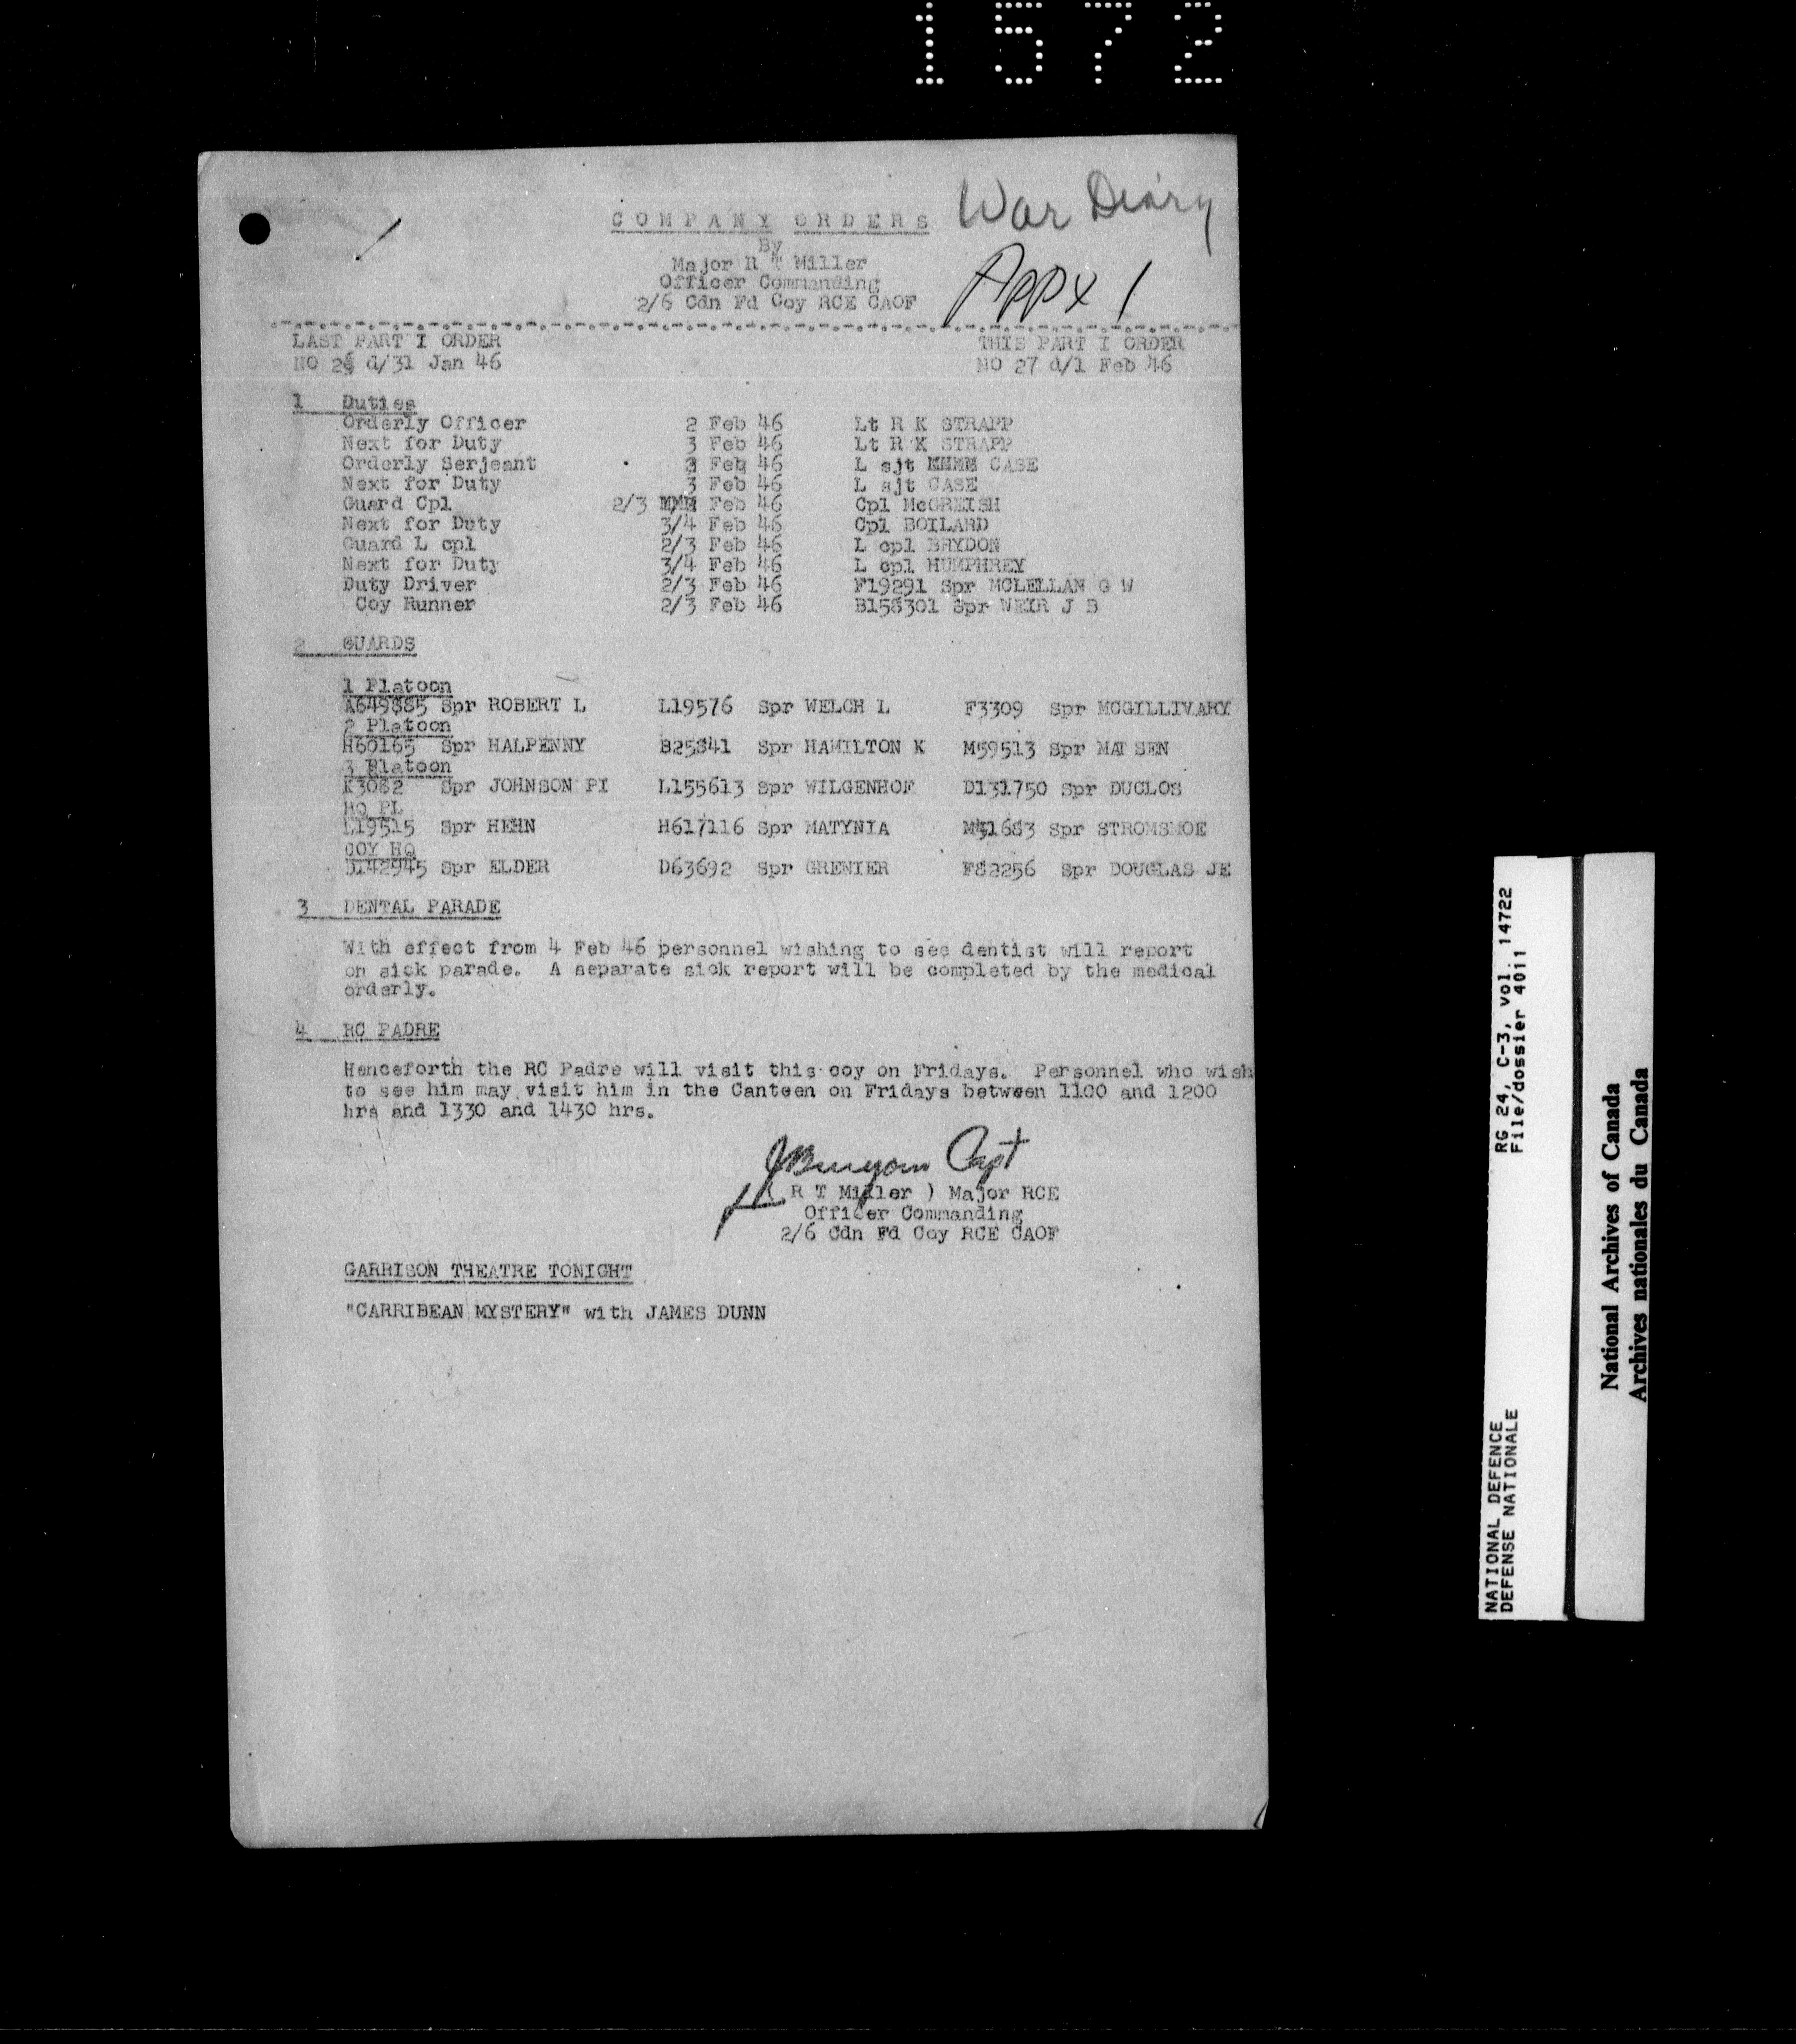 1572
War Diary
COMPANY ORDERS
By
Major R T Miller
Officer Commanding
2/6 Cdn Fd Coy RCE CAOF
Appx 1
LAST PART I ORDER THIS PART I ORDER
NO 26 d/31 Jan 46 NO 27 d/1 Feb 46
1 Duties
Orderly Officer 2 Feb 46 Lt R K STRAPP
Next for Duty 3 Feb 46 Lt R K STRAPP
Orderly Serjeant 2 Feb 46 L sjt CASE
Next for Duty 3 Feb 46 L sjt CASE
Guard Cpl 2/3 Feb 46 Cpl McGREISH
Next for Duty 3/4 Feb 46 Cpl BOILARD
Guard L cpl 2/3 Feb 46 L cpl BRYDON
Next for Duty 3/4 Feb 46 L cpl HUMPHREY
Duty Driver 2/3 Feb 46 F19291 Spr MCLELLAN G W
Coy Runner 2/3 Feb 46 B158301 Spr WEIR J B
2 GUARDS
1 Platoon
A649885 Spr ROBERT L L19576 Spr WELCH L F3309 Spr MCGILLIVARY
2 Platoon
H60165 Spr HALPENNY B25841 Spr HAMILTON K M59513 Spr MATSEN
3 Platoon
K3082 Spr JOHNSON PI L155613 Spr WILGENHOF D131750 Spr DUCLOS
HQ PL
L19515 Spr HEHN H617116 Spr MATYNIA M31683 Spr STROMSMOE
COY HQ
D142945 Spr ELDER D63692 Spr GRENIER F82256 Spr DOUGLAS JE
3 DENTAL PARADE
With effect from 4 Feb 46 personnel wishing to see dentist will report
on sick parade. A separate sick report will be completed by the medical
orderly.
4 RC PADRE
Henceforth the RC Padre will visit this coy on Fridays. Personnel who wish
to see him may visit him in the Canteen on Fridays between 1100 and 1200
hrs and 1330 and 1430 hrs.
Capt
( R T Miller ) Major RCE
Officer Commanding
2/6 Cdn Fd Coy RCE CAOF
GARRISON THEATRE TONIGHT
"CARRIBEAN MYSTERY" with JAMES DUNN
NATIONAL DEFENCE RG 24, C-3, vol. 14722
DEFENSE NATIONALE File/dossier 4011
National Archives of Canada
Archives nationales du Canada